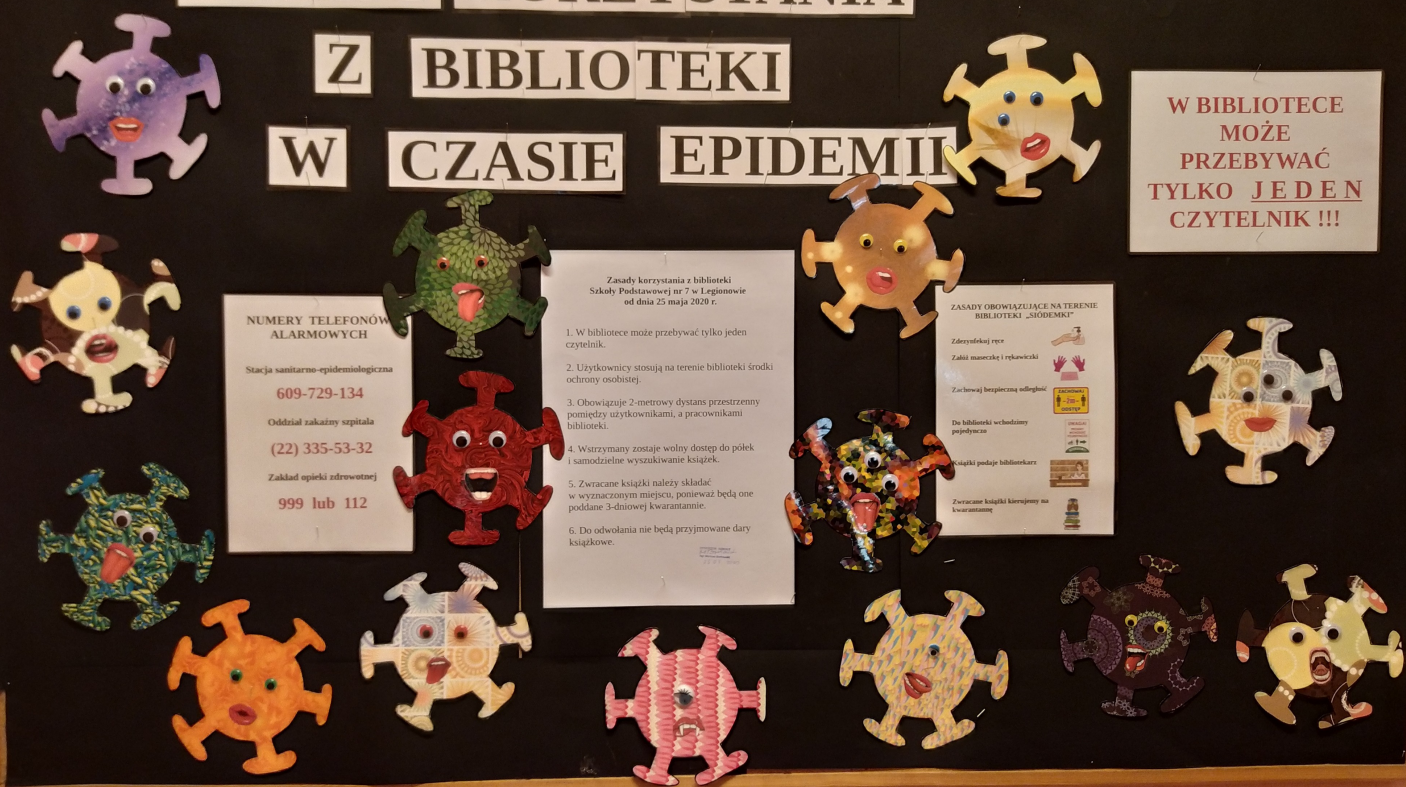 KORZYSTANIA
Z BIBLIOTEKI
W CZASIE EPIDEMII
W BIBLIOTECE
MOŻE
PRZEBYWAĆ
TYLKO J E D E N
CZYTELNIK !!!
NUMERY TELEFONÓW
ALARMOWYCH
Stacja sanitarno-epidemiologiczna
609-729-134
Oddział zakaźny szpitala
(22) 335-53-32
Zakład opieki zdrowotnej
999 lub 112
Zasady korzystania z biblioteki
Szkoły Podstawowej nr 7 w Legionowie
od dnia 25 maja 2020 r.
1. W bibliotece może przebywać tylko jeden
czytelnik.
2. Użytkownicy stosują na terenie biblioteki środki
ochrony osobistej.
3. Obowiązuje 2-metrowy dystans przestrzenny
pomiędzy użytkownikami, a pracownikami
biblioteki.
4. Wstrzymany zostaje wolny dostęp do półek
i samodzielne wyszukiwanie książek.
5. Zwracane książki należy składać
w wyznaczonym miejscu, ponieważ będą one
poddane 3-dniowej kwarantannie.
6. Do odwołania nie będą przyjmowane dary
książkowe.
ZASADY OBOWIĄZUJĄCE NA TERENIE
BIBLIOTEKI „SIÓDEMKI”
Zdezynfekuj ręce
Załóż maseczkę i rękawiczki
Zachowaj bezpieczną odległość
ZACHOWAJ
ODSTĘP
Do biblioteki wchodzimy
pojedynczo
Książki podaje bibliotekarz
Zwracane książki kierujemy na
kwarantannę